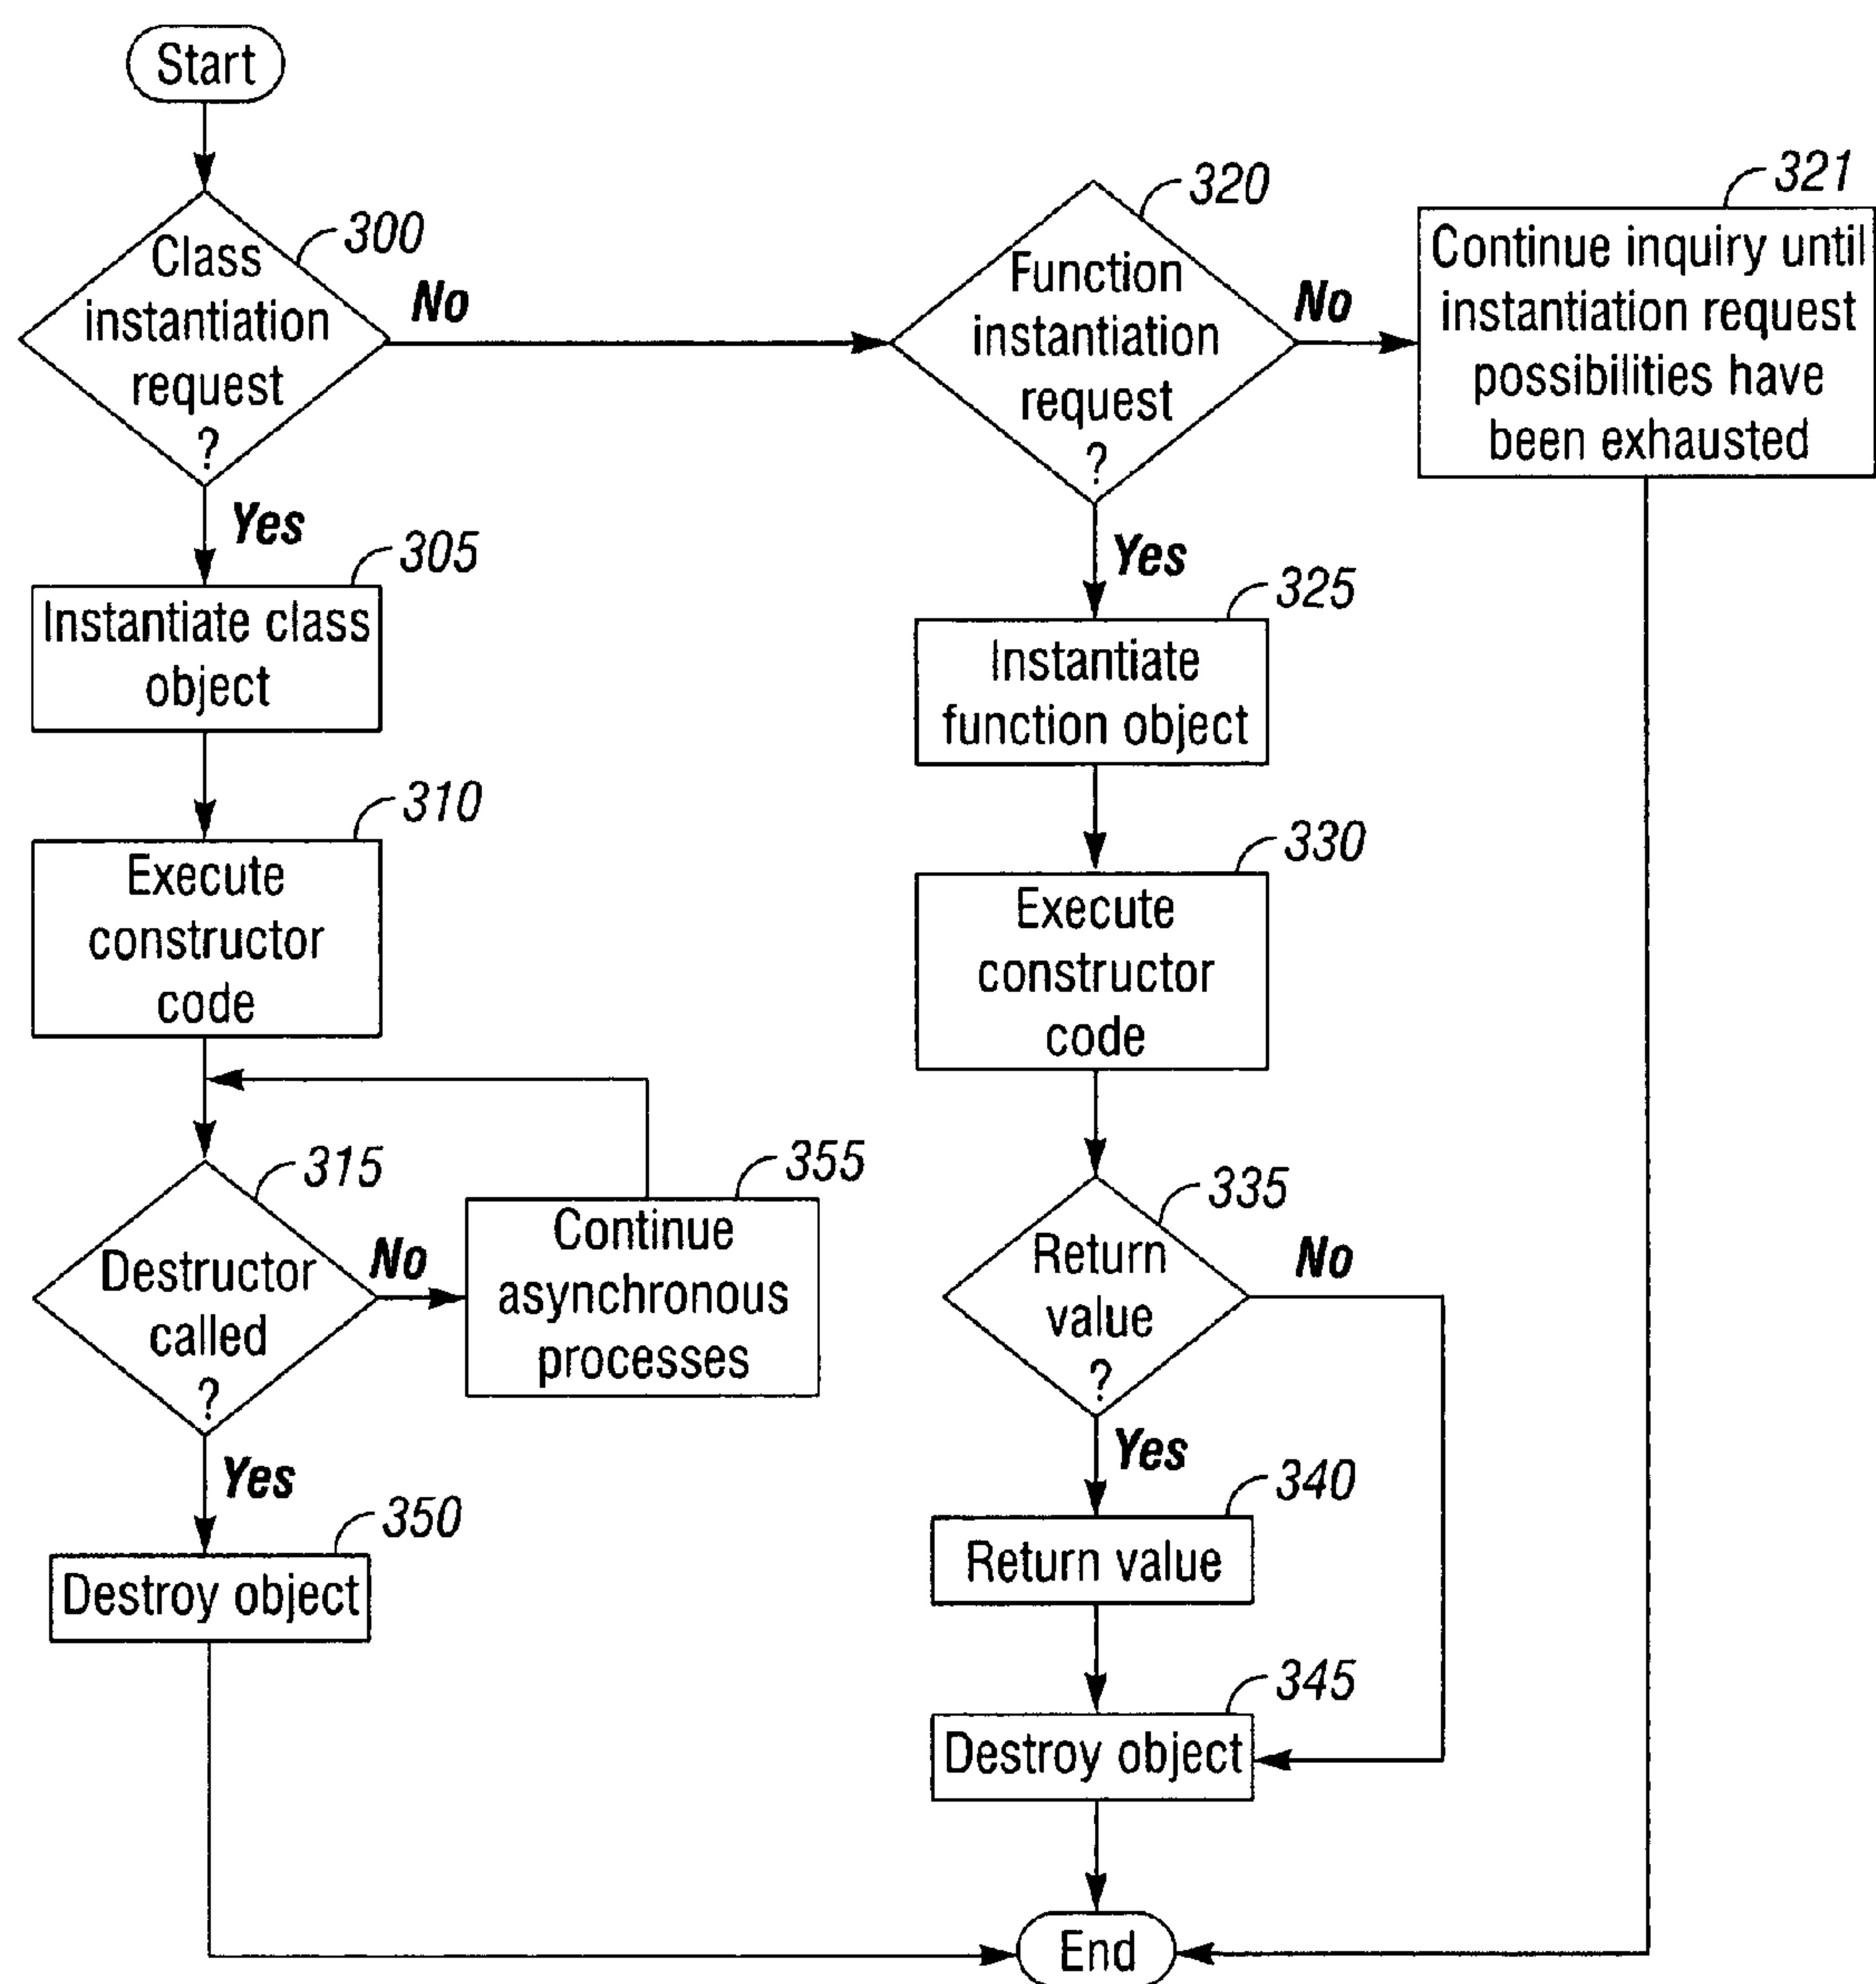 Start
300
Class
instantiation
request
?
No
Yes
305
Instantiate class
object
310
Execute
constructor
code
315
Destructor
called
?
No
355
Continue
asynchronous
processes
Yes
350
Destroy object
320
Function
instantiation
request
?
No
321
Continue inquiry until
instantiation request
possibilities have
been exhausted
Yes
325
Instantiate
function object
330
Execute
constructor
code
335
Return
value
?
No
Yes
340
Return value
345
Destroy object
End